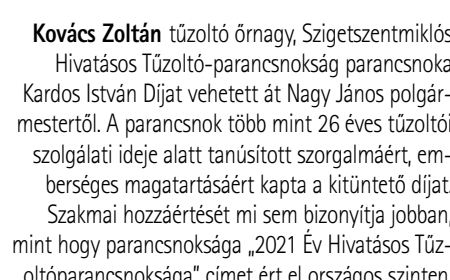 Kovács Zoltán tűzoltó őrnagy, Szigetszentmiklós
Hivatásos Tűzoltó-parancsnokság parancsnoka
Kardos István Díjat vehetett át Nagy János polgár-
mestertől. A parancsnok több mint 26 éves tűzoltói
szolgálati ideje alatt tanúsított szorgalmáért, em-
berséges magatartásáért kapta a kitüntető díjat.
Szakmai hozzáértését mi sem bizonyítja jobban,
mint hogy parancsnoksága „2021 Év Hivatásos Tűz-
oltóparancsnoksága” címet ért el országos szinten.